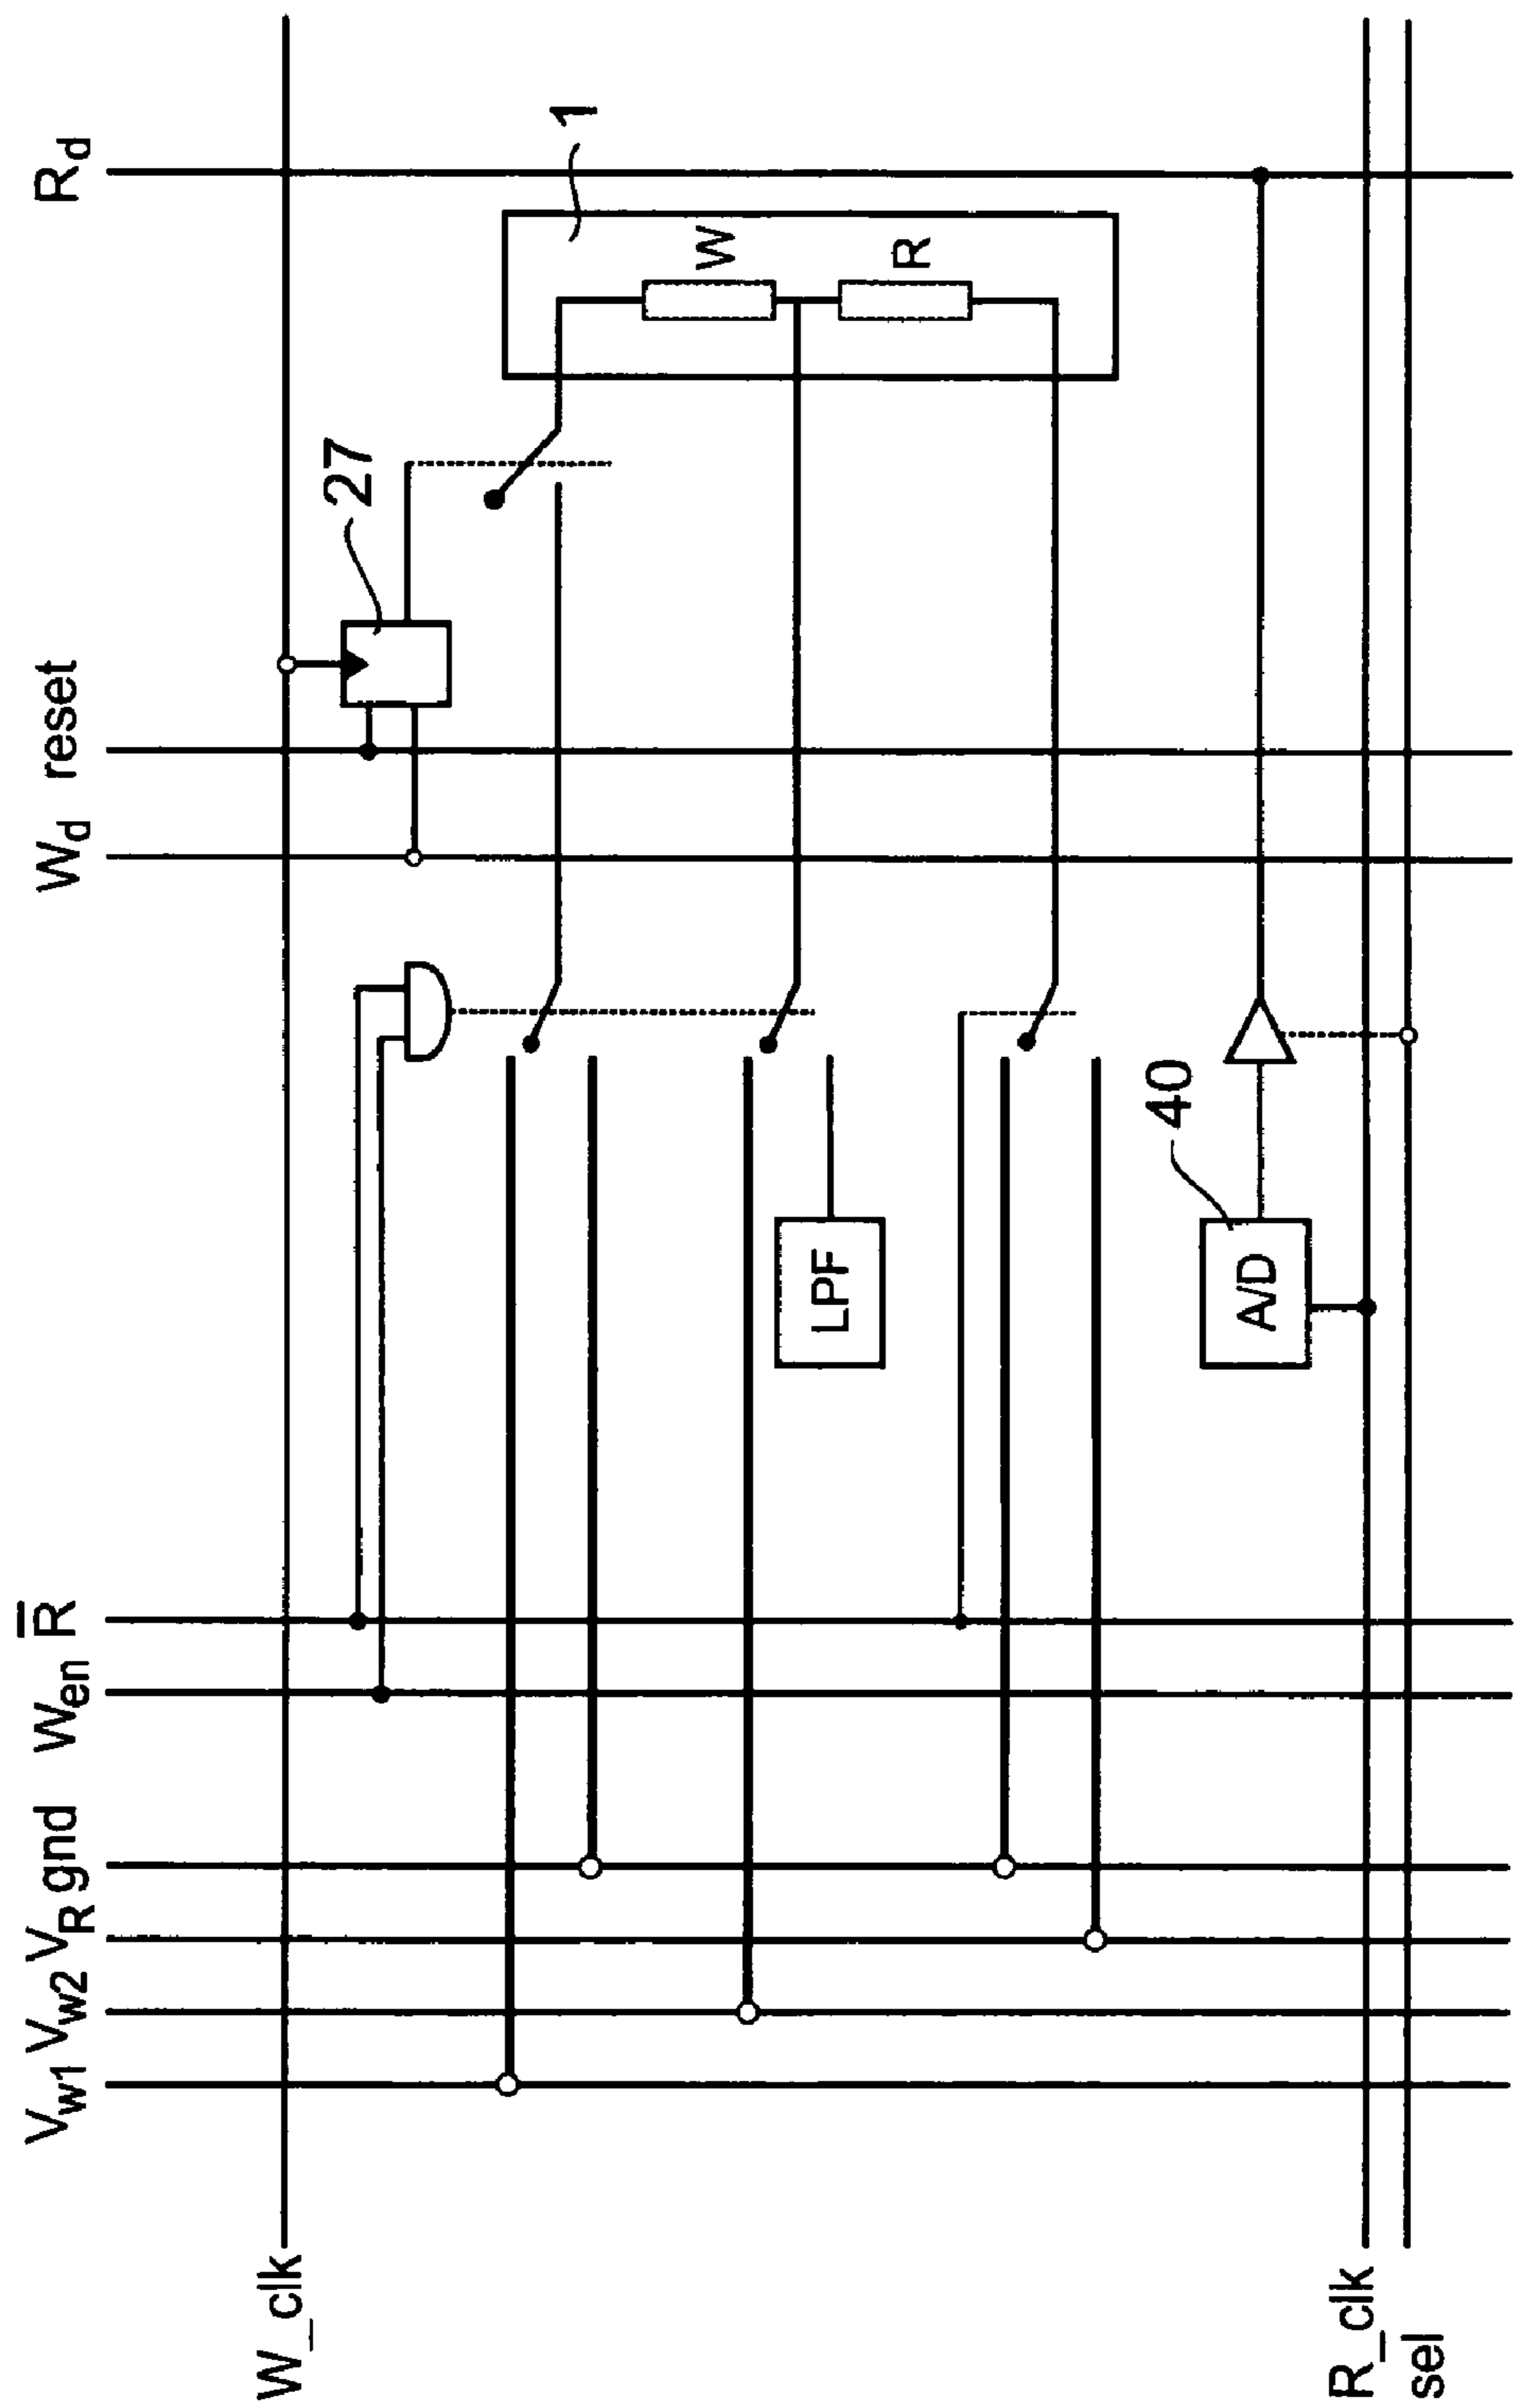 V_w1 V_w2 V_R gnd W_en R̅ W_d reset R_d
W_clk
27
1
W
R
LPF
40
A/D
R_clk
sel